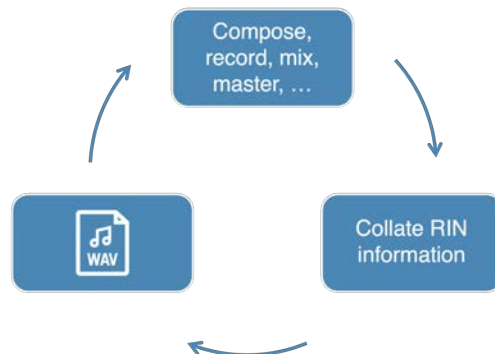 Compose,
record, mix,
master, …
WAV
Collate RIN
information